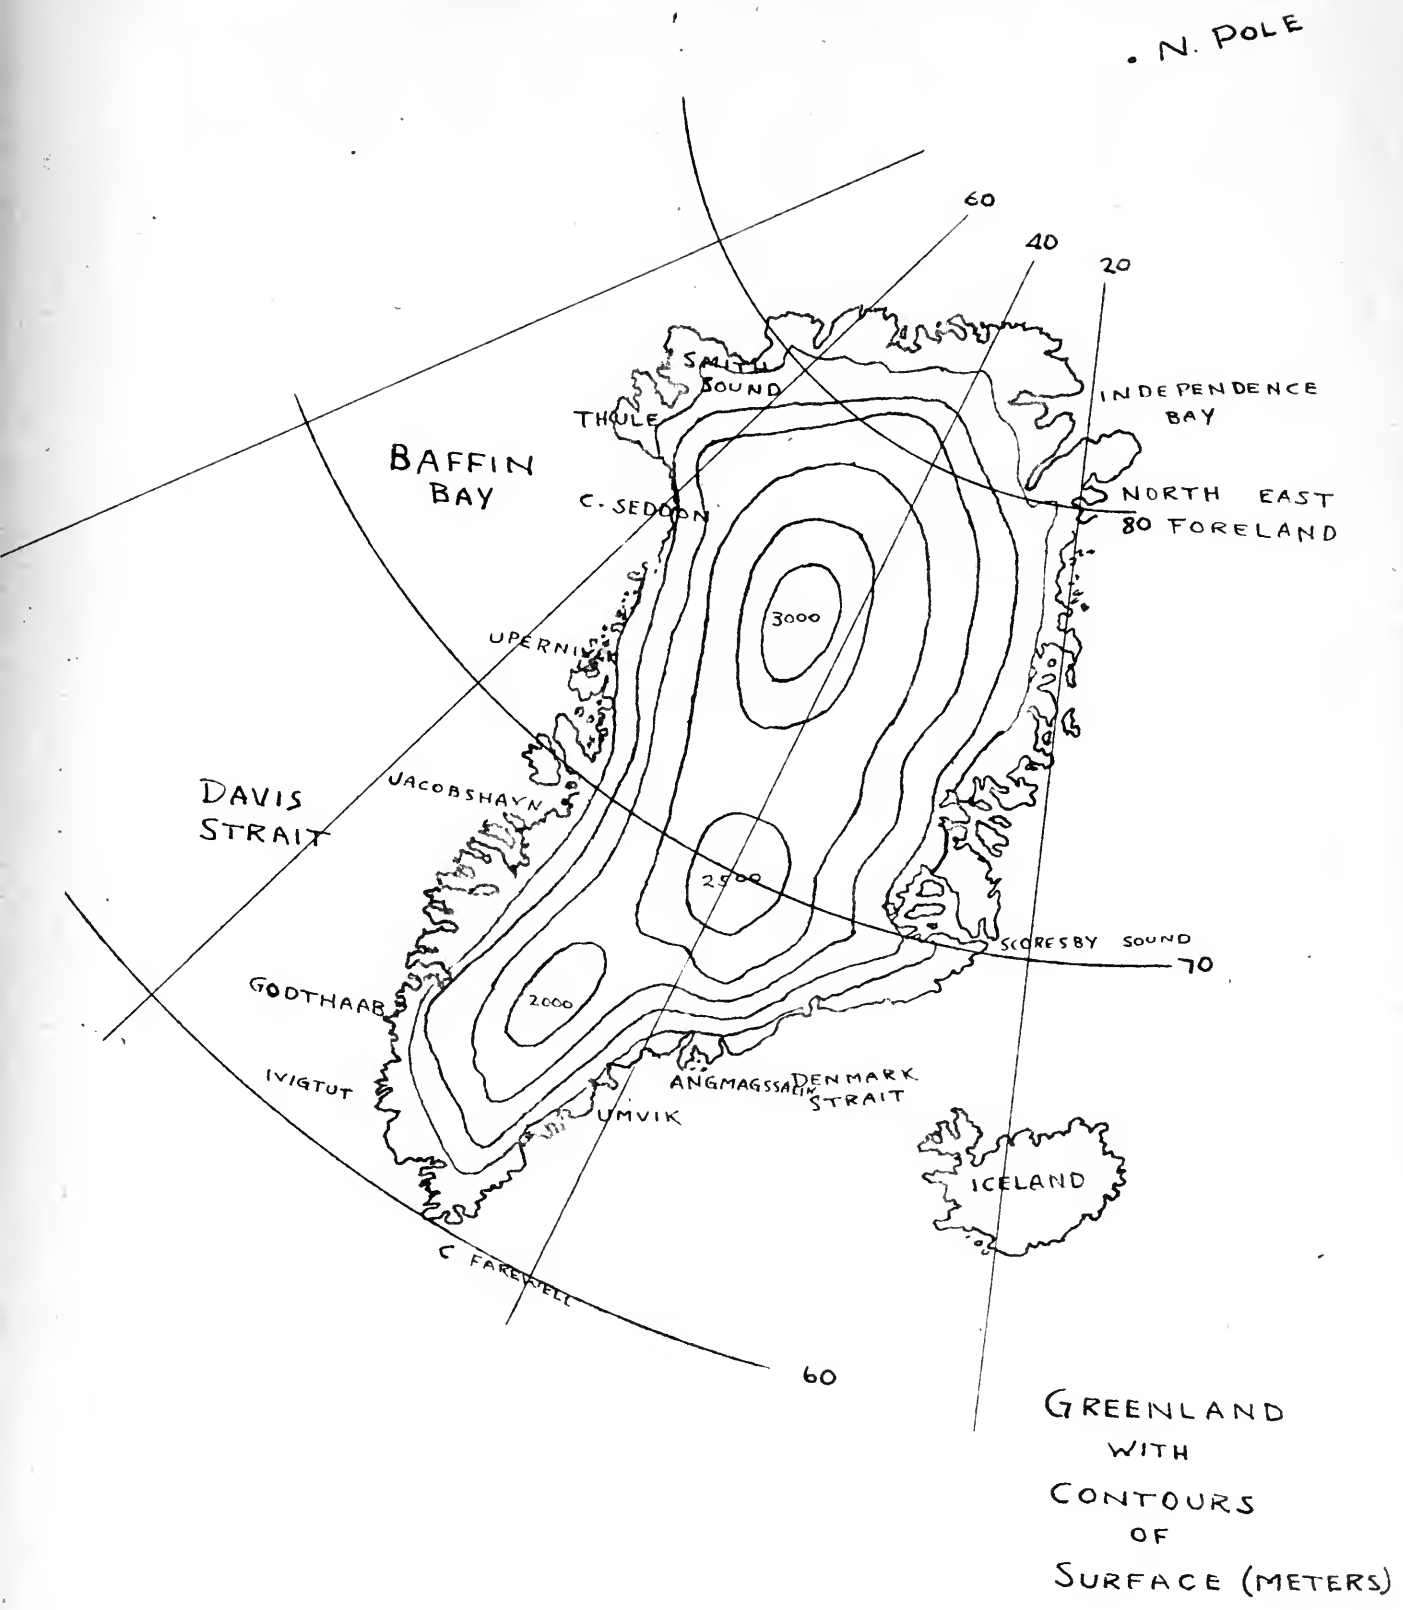 N. POLE
60
40
20
SMITH
SOUND
INDEPENDENCE
BAY
THULE
BAFFIN
BAY
C. SEDDON
NORTH EAST
80 FORELAND
3000
UPERNIVIK
JACOBSHAVN
DAVIS
STRAIT
2500
SCORESBY SOUND
70
GODTHAAB
2000
IVIGTUT
ANGMAGSSALIK
DENMARK
STRAIT
UMVIK
ICELAND
C FAREWELL
60
GREENLAND
WITH
CONTOURS
OF
SURFACE (METERS)